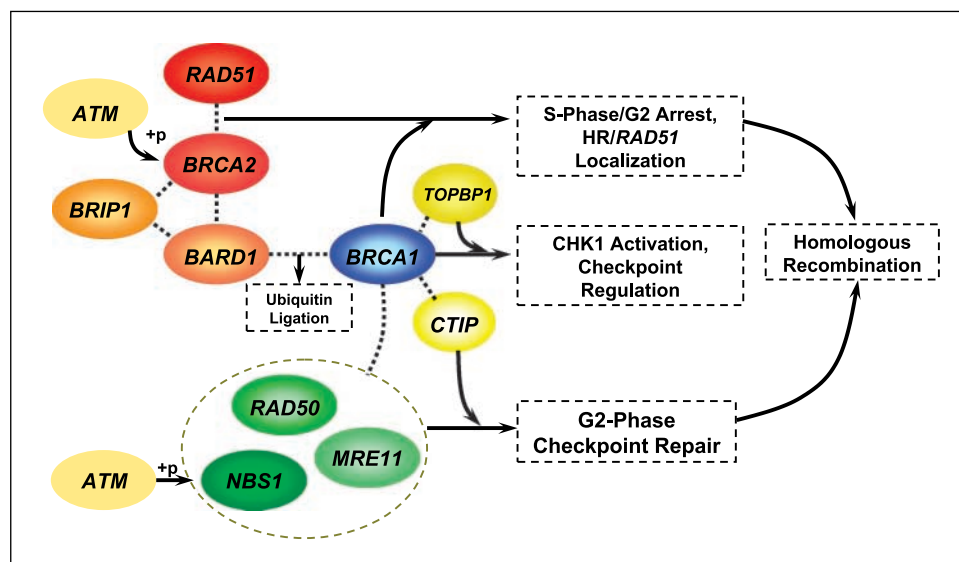 RAD51
ATM
+p
BRCA2
BRIP1
BARD1
BRCA1
TOPBP1
CTIP
Ubiquitin
Ligation
S-Phase/G2 Arrest,
HR/RAD51
Localization
CHK1 Activation,
Checkpoint
Regulation
Homologous
Recombination
RAD50
MRE11
NBS1
ATM
+p
G2-Phase
Checkpoint Repair